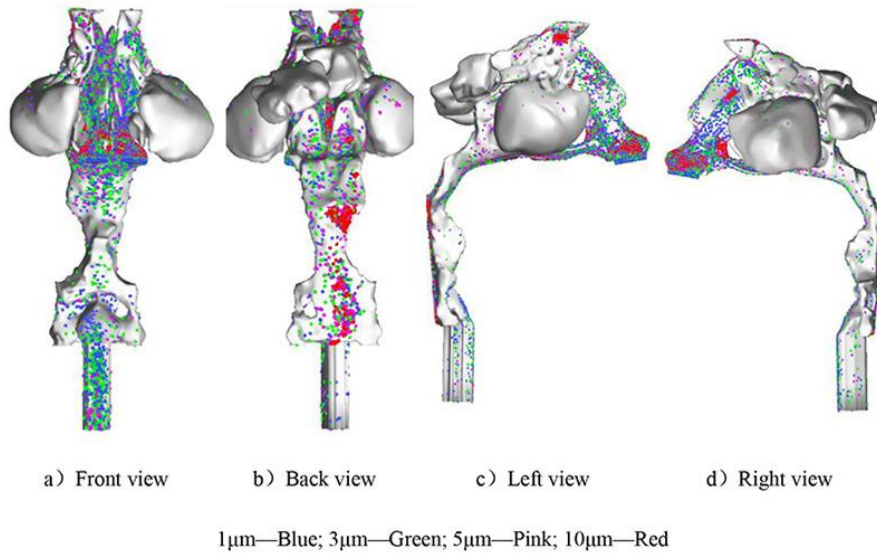 a）Front view b）Back view c）Left view d）Right view
1μm—Blue; 3μm—Green; 5μm—Pink; 10μm—Red